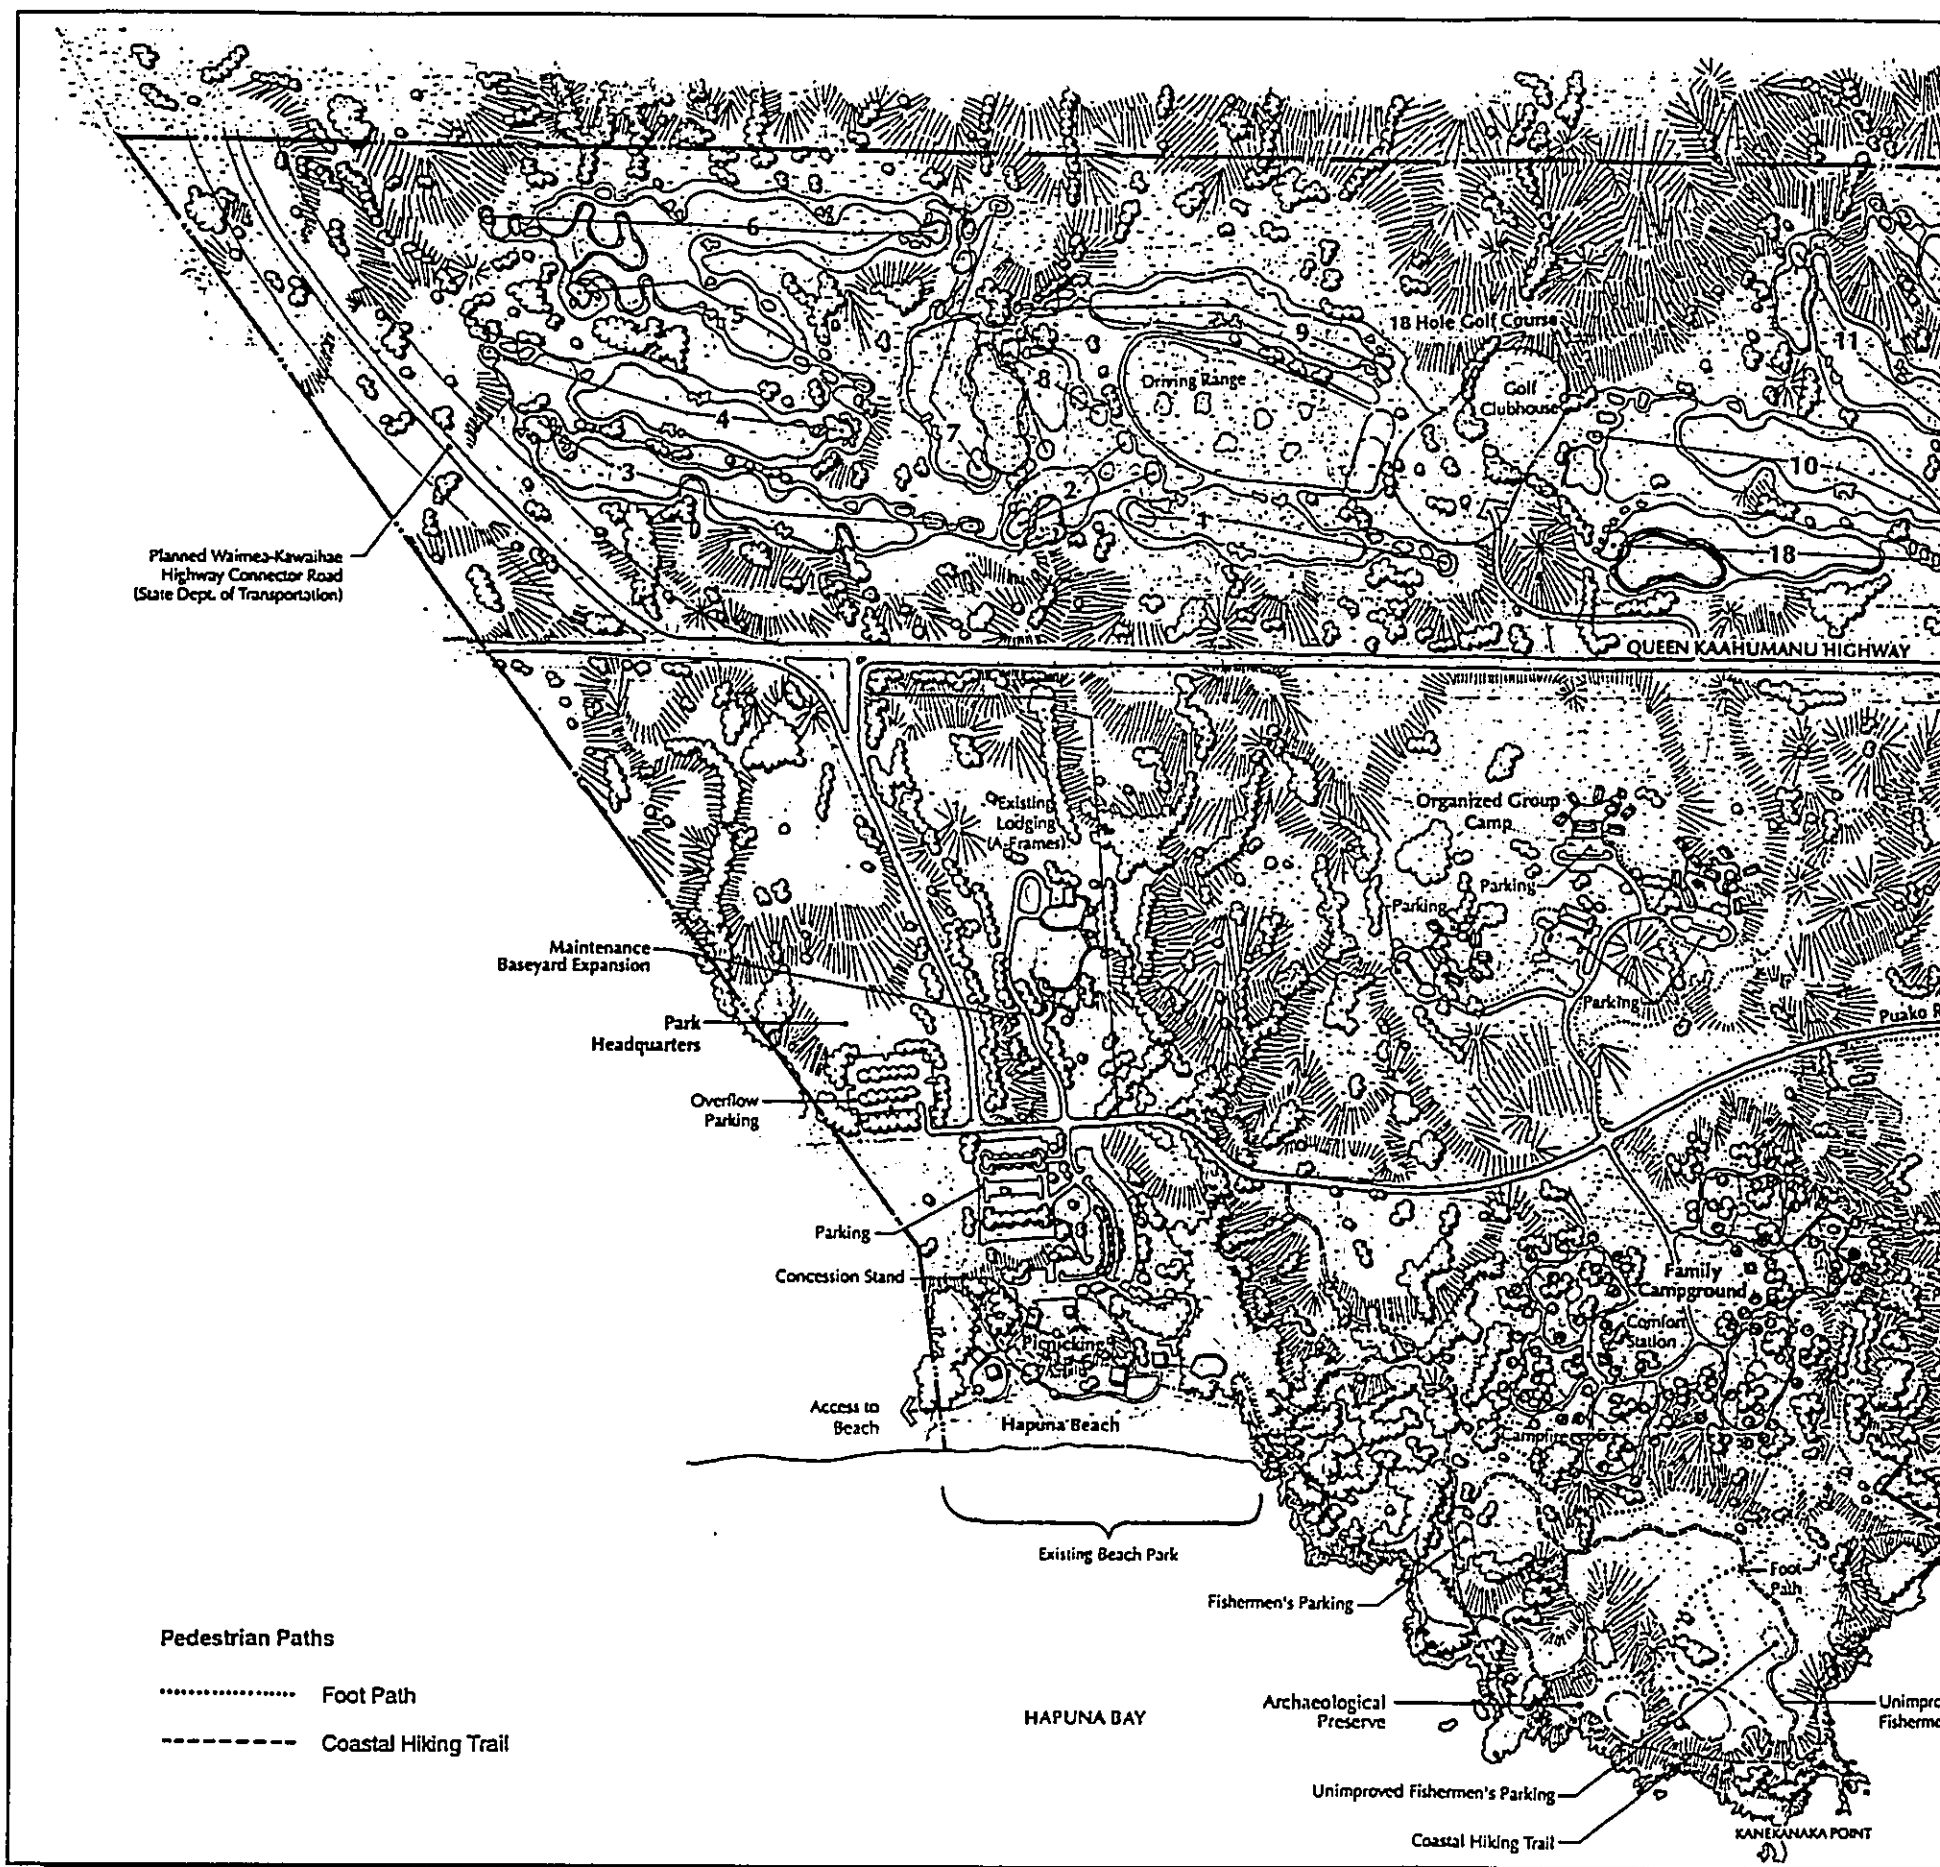 6
5
9
18 Hole Golf Course
11
Driving Range
8
Golf
Clubhouse
4
7
3
10
2
1
18
Planned Waimea-Kawaihae
Highway Connector Road
(State Dept. of Transportation)
QUEEN KAAHUMANU HIGHWAY
Existing
Lodging
(A-Frames)
Organized Group
Camp
Parking
Parking
Maintenance
Baseyard Expansion
Parking
Park
Headquarters
Puako R
Overflow
Parking
Parking
Concession Stand
Family
Campground
Comfort
Station
Picnicking
Access to
Beach
Hapuna Beach
Campfire
Existing Beach Park
Foot
Path
Fishermen's Parking
Pedestrian Paths
Foot Path
Coastal Hiking Trail
HAPUNA BAY
Archaeological
Preserve
Unimpro
Fisherme
Unimproved Fishermen's Parking
Coastal Hiking Trail
KANEKANAKA POINT